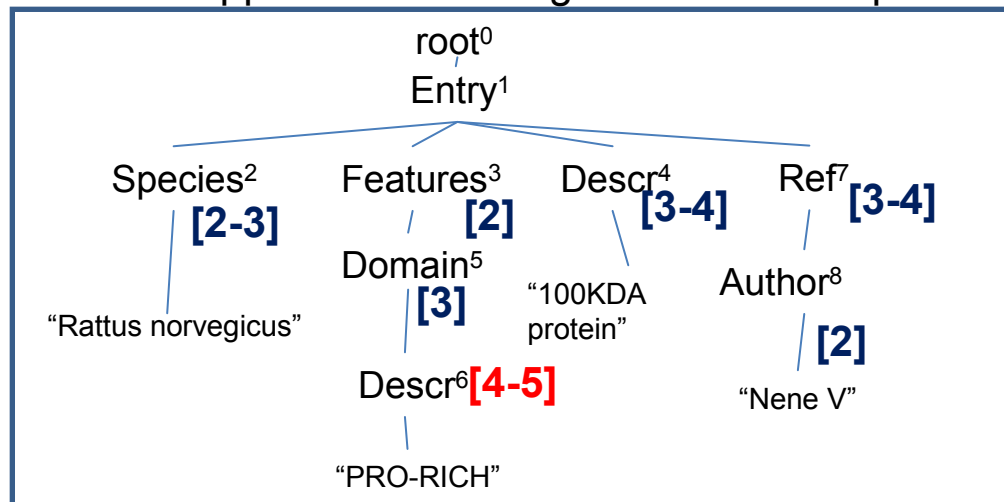 root⁰
Entry¹
Species² Features³ Descr⁴ Ref⁷
[2-3] [2] [3-4] [3-4]
Domain⁵ Author⁸
[3] "100KDA
protein"
"Rattus norvegicus" [2]
Descr⁶[4-5] "Nene V"
"PRO-RICH"